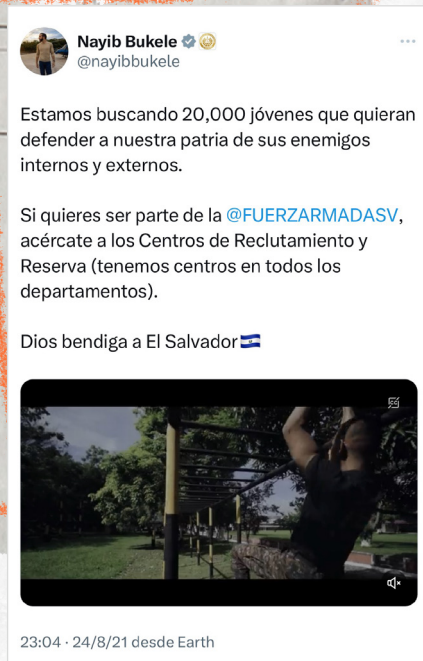 Nayib Bukele
@nayibbukele
Estamos buscando 20,000 jóvenes que quieran
defender a nuestra patria de sus enemigos
internos y externos.
Si quieres ser parte de la @FUERZARMADASV,
acércate a los Centros de Reclutamiento y
Reserva (tenemos centros en todos los
departamentos).
Dios bendiga a El Salvador
23:04 · 24/8/21 desde Earth